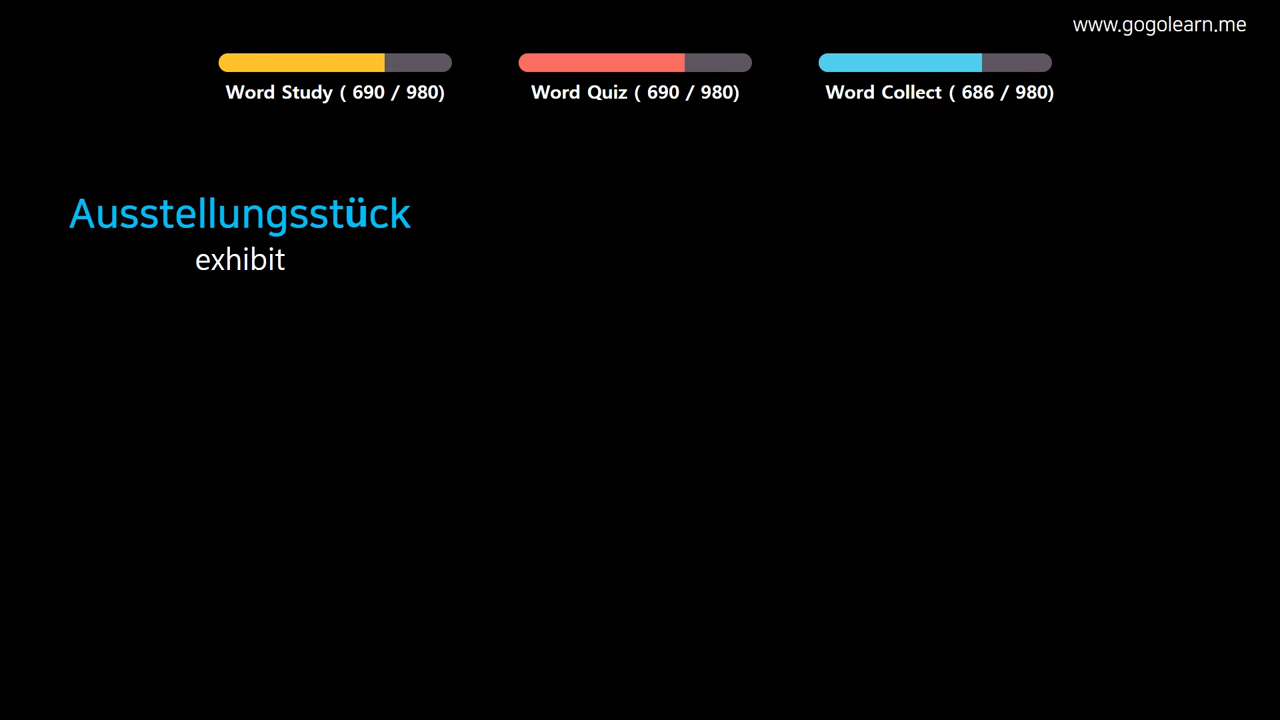 www.gogolearn.me
Word Study ( 690 / 980)
Word Quiz ( 690 / 980)
Word Collect ( 686 / 980)
Ausstellungsstück
exhibit